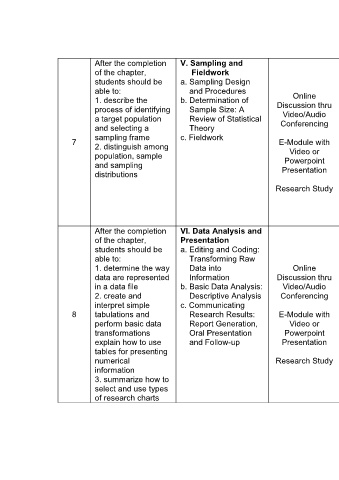 7
After the completion
of the chapter,
students should be
able to:
1. describe the
process of identifying
a target population
and selecting a
sampling frame
2. distinguish among
population, sample
and sampling
distributions
V. Sampling and
Fieldwork
a. Sampling Design
and Procedures
b. Determination of
Sample Size: A
Review of Statistical
Theory
c. Fieldwork
Online
Discussion thru
Video/Audio
Conferencing
E-Module with
Video or
Powerpoint
Presentation
Research Study
8
After the completion
of the chapter,
students should be
able to:
1. determine the way
data are represented
in a data file
2. create and
interpret simple
tabulations and
perform basic data
transformations
explain how to use
tables for presenting
numerical
information
3. summarize how to
select and use types
of research charts
VI. Data Analysis and
Presentation
a. Editing and Coding:
Transforming Raw
Data into
Information
b. Basic Data Analysis:
Descriptive Analysis
c. Communicating
Research Results:
Report Generation,
Oral Presentation
and Follow-up
Online
Discussion thru
Video/Audio
Conferencing
E-Module with
Video or
Powerpoint
Presentation
Research Study